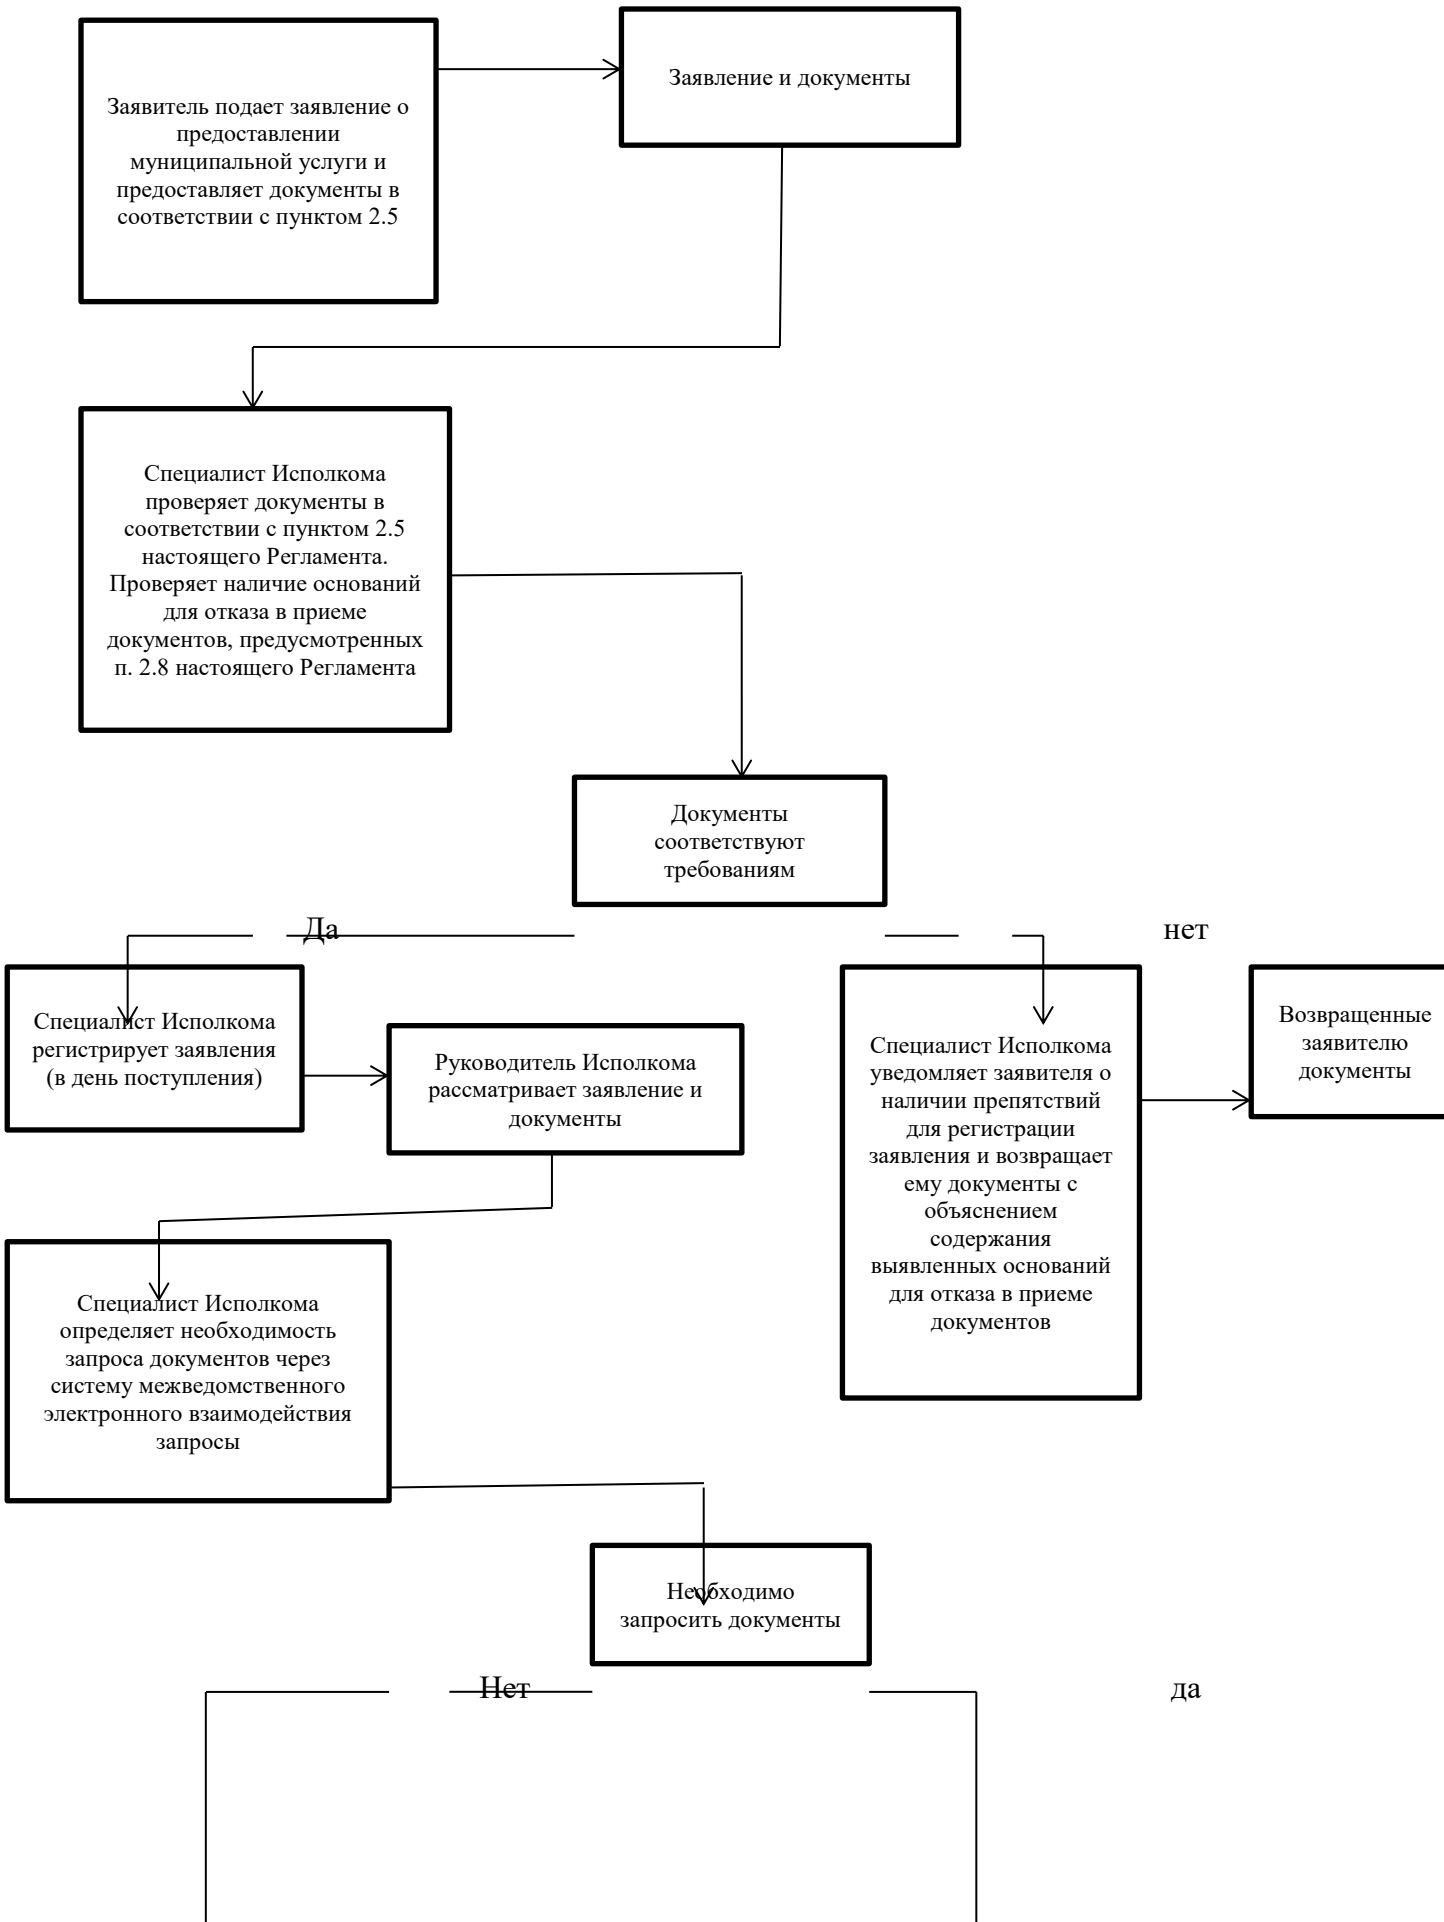 Заявитель подает заявление о
предоставлении
муниципальной услуги и
предоставляет документы в
соответствии с пунктом 2.5
Заявление и документы
Специалист Исполкома
проверяет документы в
соответствии с пунктом 2.5
настоящего Регламента.
Проверяет наличие оснований
для отказа в приеме
документов, предусмотренных
п. 2.8 настоящего Регламента
Документы
соответствуют
требованиям
Да
нет
Специалист Исполкома
регистрирует заявления
(в день поступления)
Руководитель Исполкома
рассматривает заявление и
документы
Специалист Исполкома
уведомляет заявителя о
наличии препятствий
для регистрации
заявления и возвращает
ему документы с
объяснением
содержания
выявленных оснований
для отказа в приеме
документов
Возвращенные
заявителю
документы
Специалист Исполкома
определяет необходимость
запроса документов через
систему межведомственного
электронного взаимодействия
запросы
Необходимо
запросить документы
Нет
да